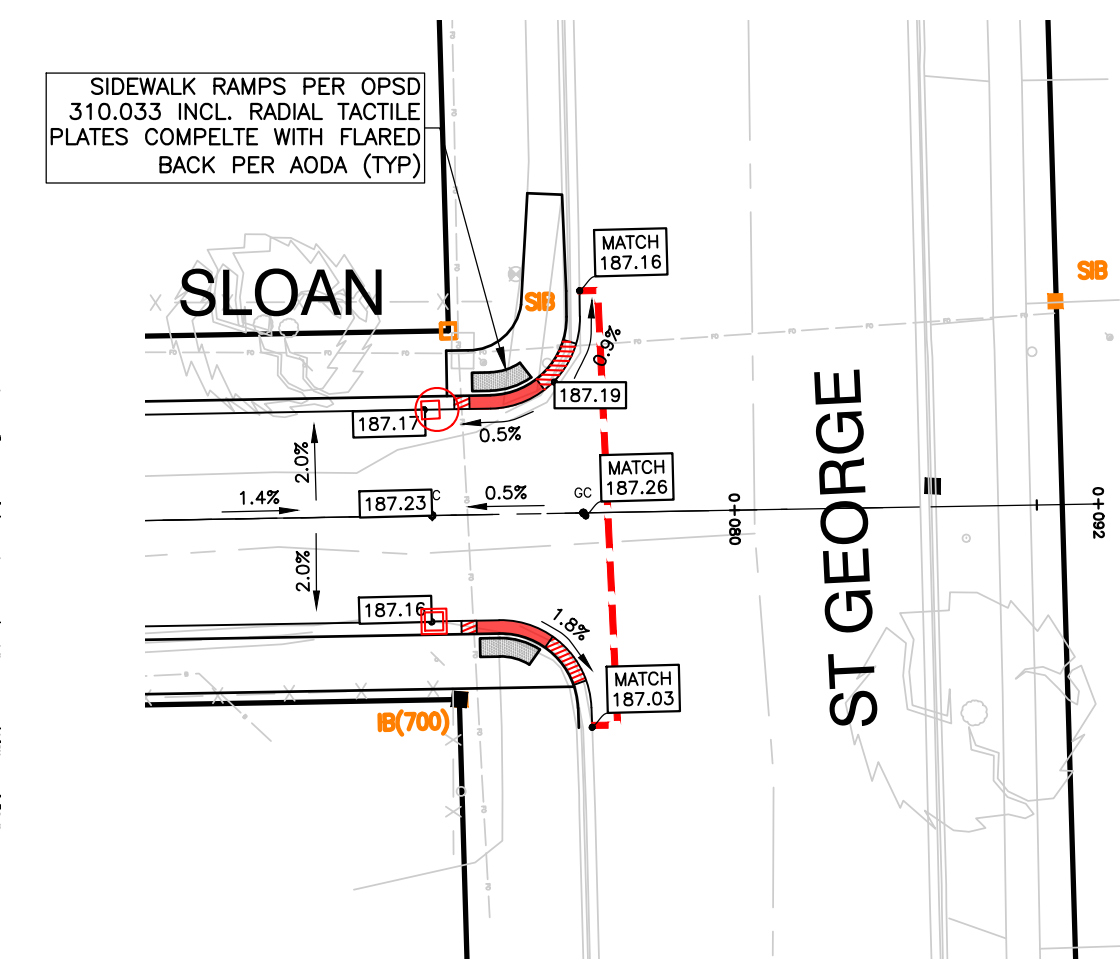 SIDEWALK RAMPS PER OPSD
310.033 INCL. RADIAL TACTILE
PLATES COMPELTE WITH FLARED
BACK PER AODA (TYP)
SLOAN
SIB
MATCH
187.16
0.9%
187.19
187.17
0.5%
2.0%
1.4%
187.23
C
0.5%
GC
MATCH
187.26
0+080
0+092
SIB
ST GEORGE
2.0%
187.16
1.8%
MATCH
187.03
IB(700)